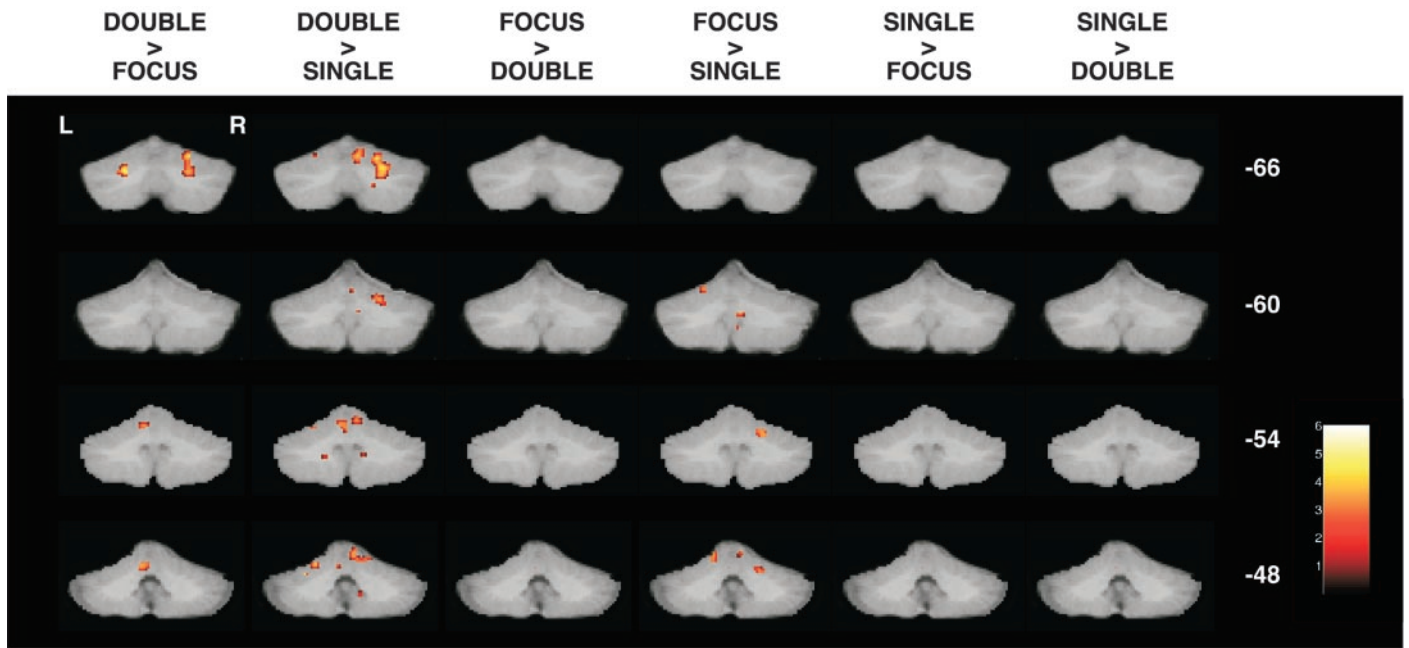 DOUBLE
>
FOCUS
DOUBLE
>
SINGLE
FOCUS
>
DOUBLE
FOCUS
>
SINGLE
SINGLE
>
FOCUS
SINGLE
>
DOUBLE
L R
-66
-60
-54
-48
6
5
4
3
2
1